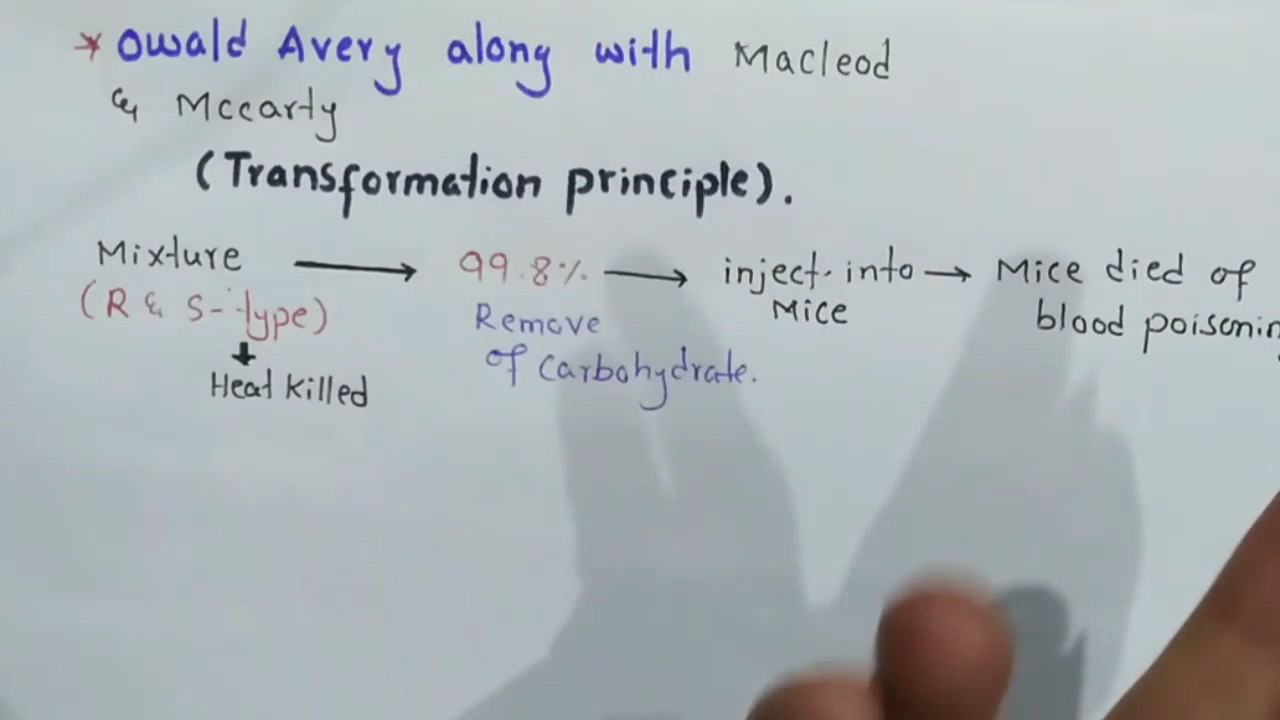 * Owald Avery along with Macleod
& Mccarty
(Transformation principle).
Mixture → 99.8% → inject. into → Mice died of
(R & S-type) Remove Mice blood poisonin
of carbohydrate.
Heat killed